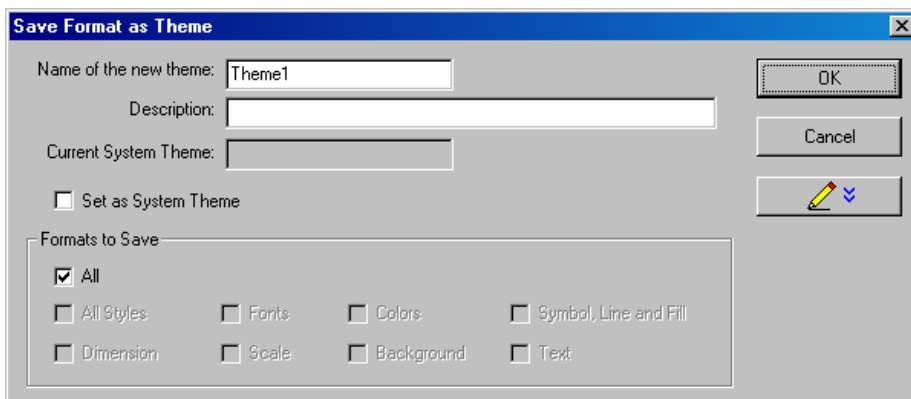 Save Format as Theme
Name of the new theme: Theme1
OK
Description:
Cancel
Current System Theme:
Set as System Theme
Formats to Save
All
All Styles Fonts Colors Symbol, Line and Fill
Dimension Scale Background Text